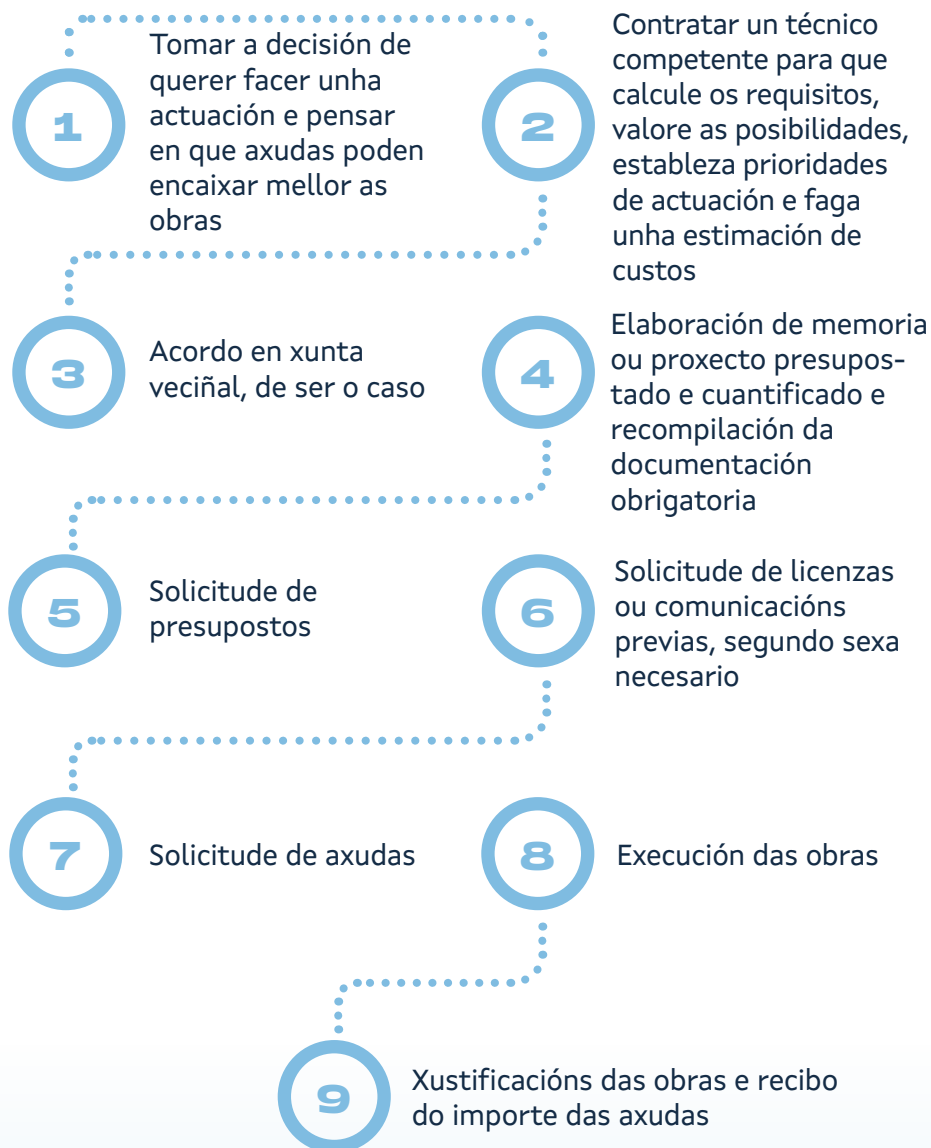 1
Tomar a decisión de
querer facer unha
actuación e pensar
en que axudas poden
encaixar mellor as
obras
2
Contratar un técnico
competente para que
calcule os requisitos,
valore as posibilidades,
estableza prioridades
de actuación e faga
unha estimación de
custos
3
Acordo en xunta
veciñal, de ser o caso
4
Elaboración de memoria
ou proxecto presupos-
tado e cuantificado e
recompilación da
documentación
obrigatoria
5
Solicitude de
presupostos
6
Solicitude de licenzas
ou comunicacións
previas, segundo sexa
necesario
7
Solicitude de axudas
8
Execución das obras
9
Xustificacións das obras e recibo
do importe das axudas